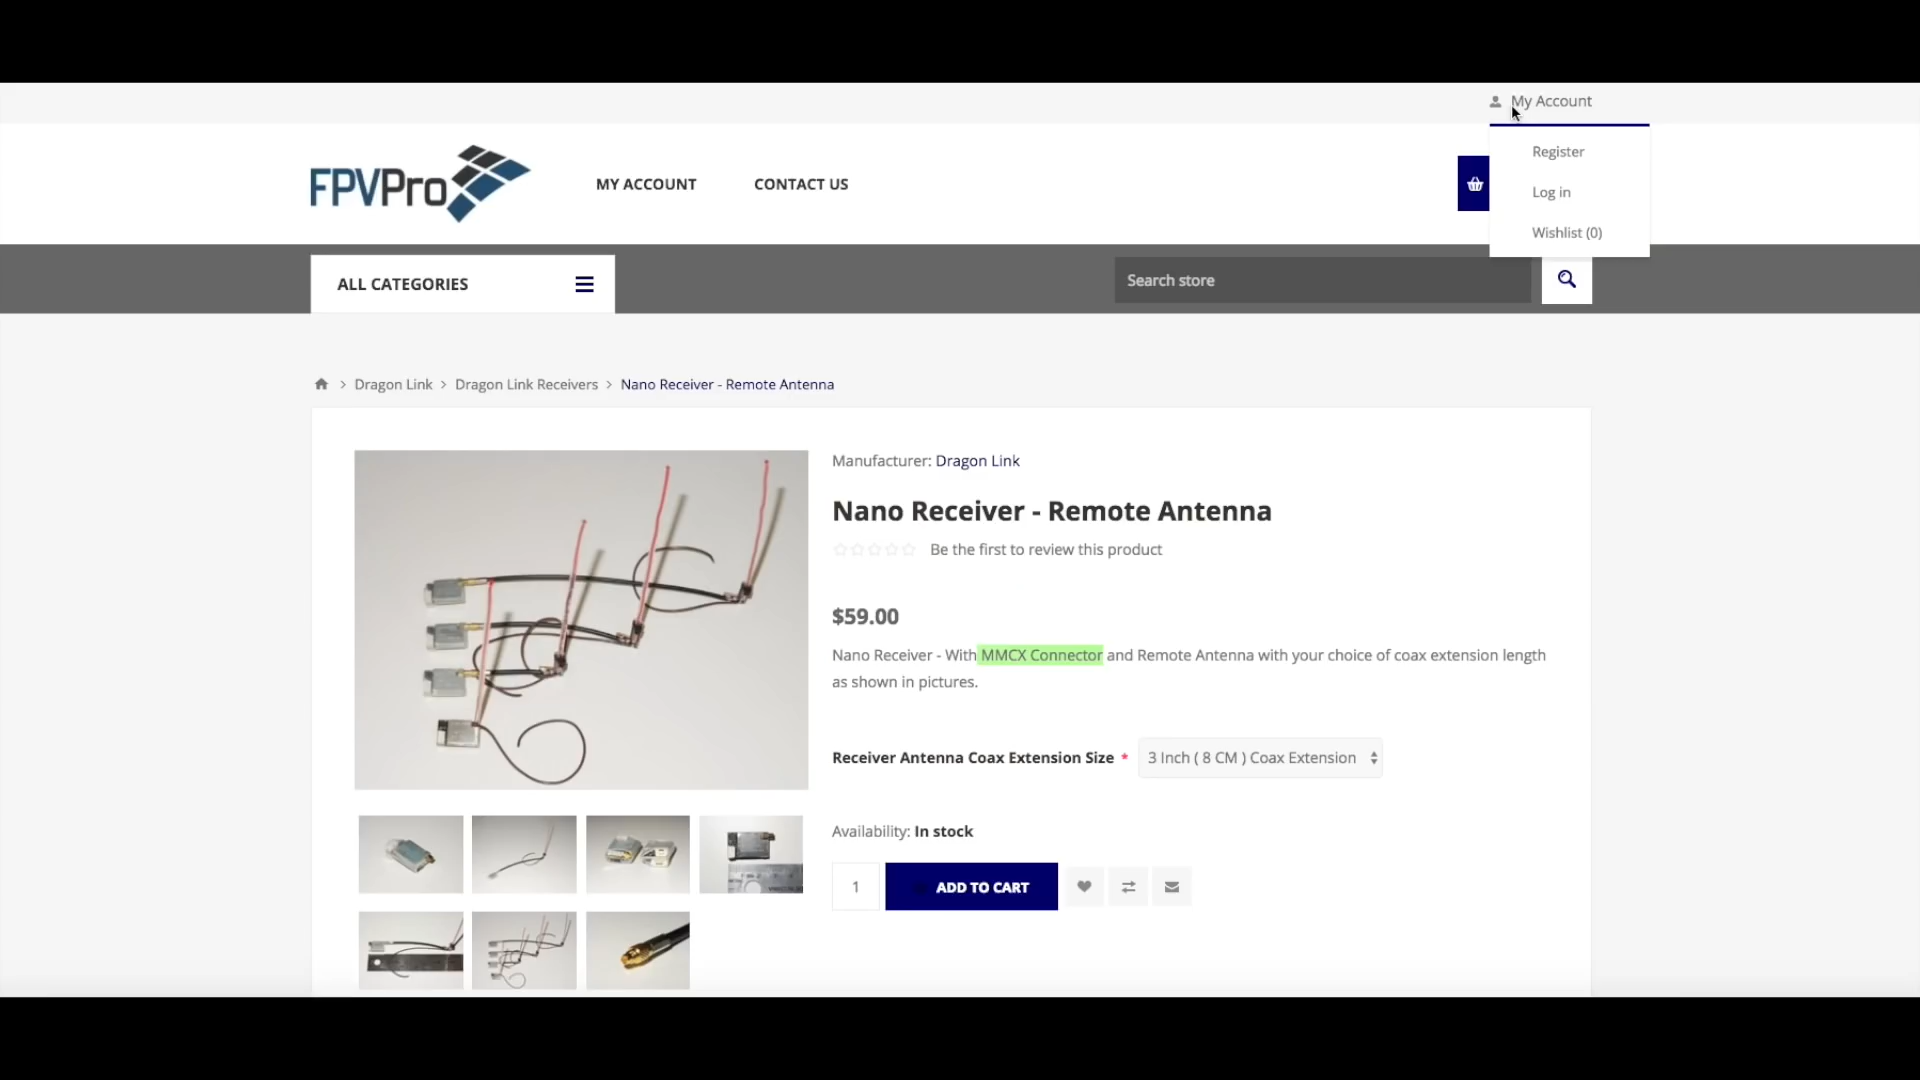 My Account
Register
Log in
Wishlist (0)
FPVPro
MY ACCOUNT
CONTACT US
ALL CATEGORIES
Search store
Dragon Link > Dragon Link Receivers > Nano Receiver - Remote Antenna
Manufacturer: Dragon Link
Nano Receiver - Remote Antenna
Be the first to review this product
$59.00
Nano Receiver - With MMCX Connector and Remote Antenna with your choice of coax extension length
as shown in pictures.
Receiver Antenna Coax Extension Size * 3 Inch ( 8 CM ) Coax Extension
Availability: In stock
1
ADD TO CART